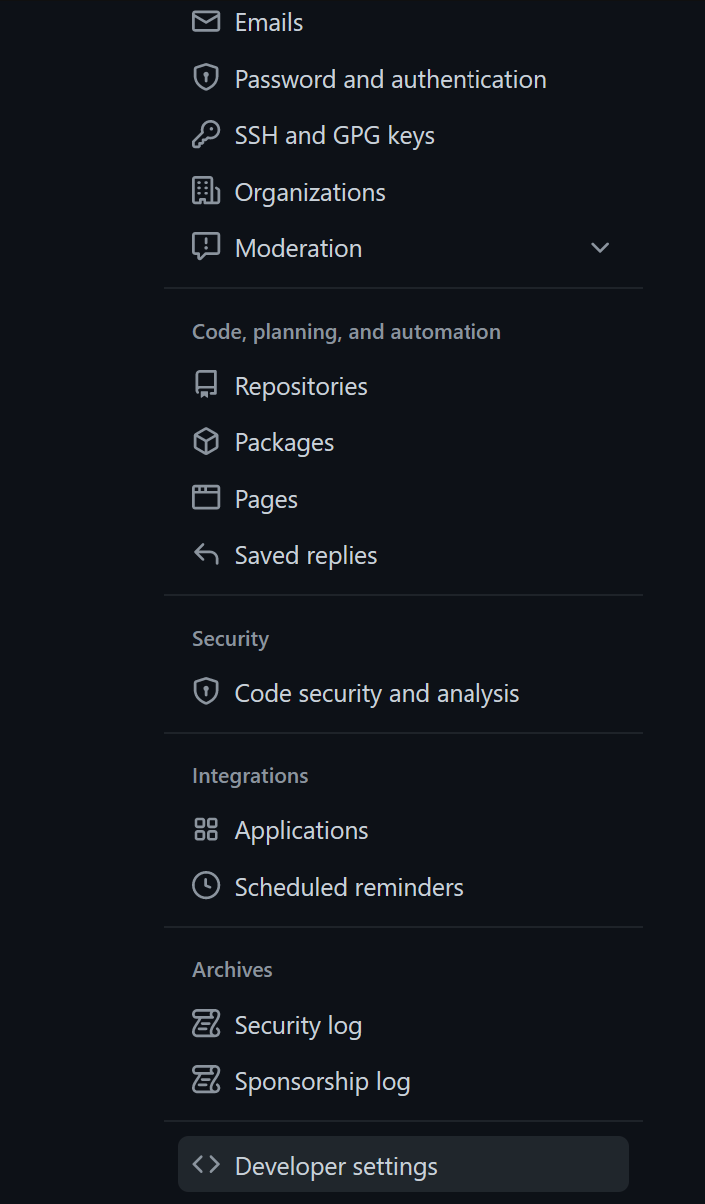 Emails
Password and authentication
SSH and GPG keys
Organizations
Moderation
Code, planning, and automation
Repositories
Packages
Pages
Saved replies
Security
Code security and analysis
Integrations
Applications
Scheduled reminders
Archives
Security log
Sponsorship log
Developer settings